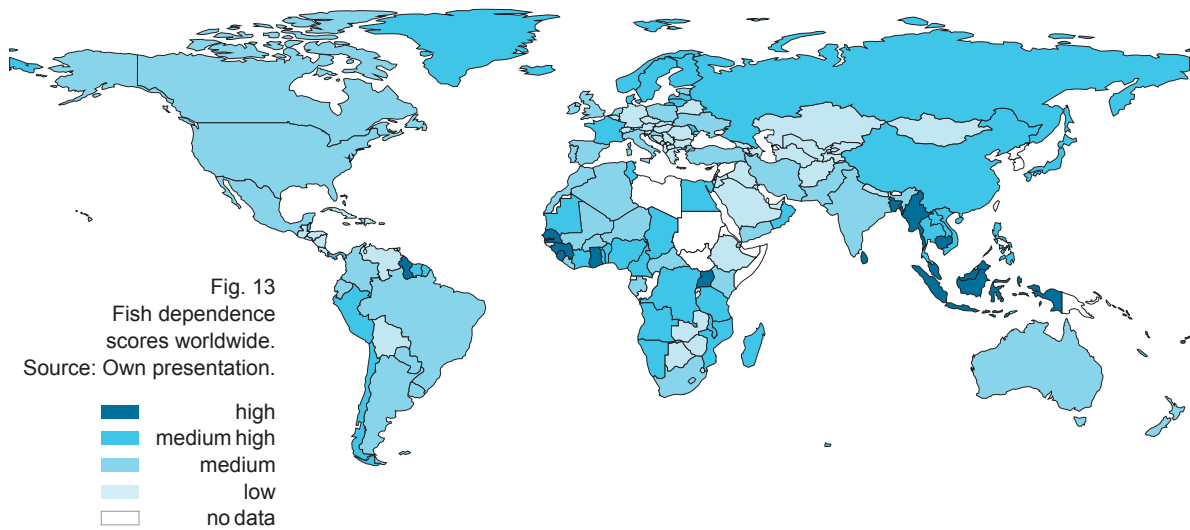 Fig. 13
Fish dependence
scores worldwide.
Source: Own presentation.
high
medium high
medium
low
no data